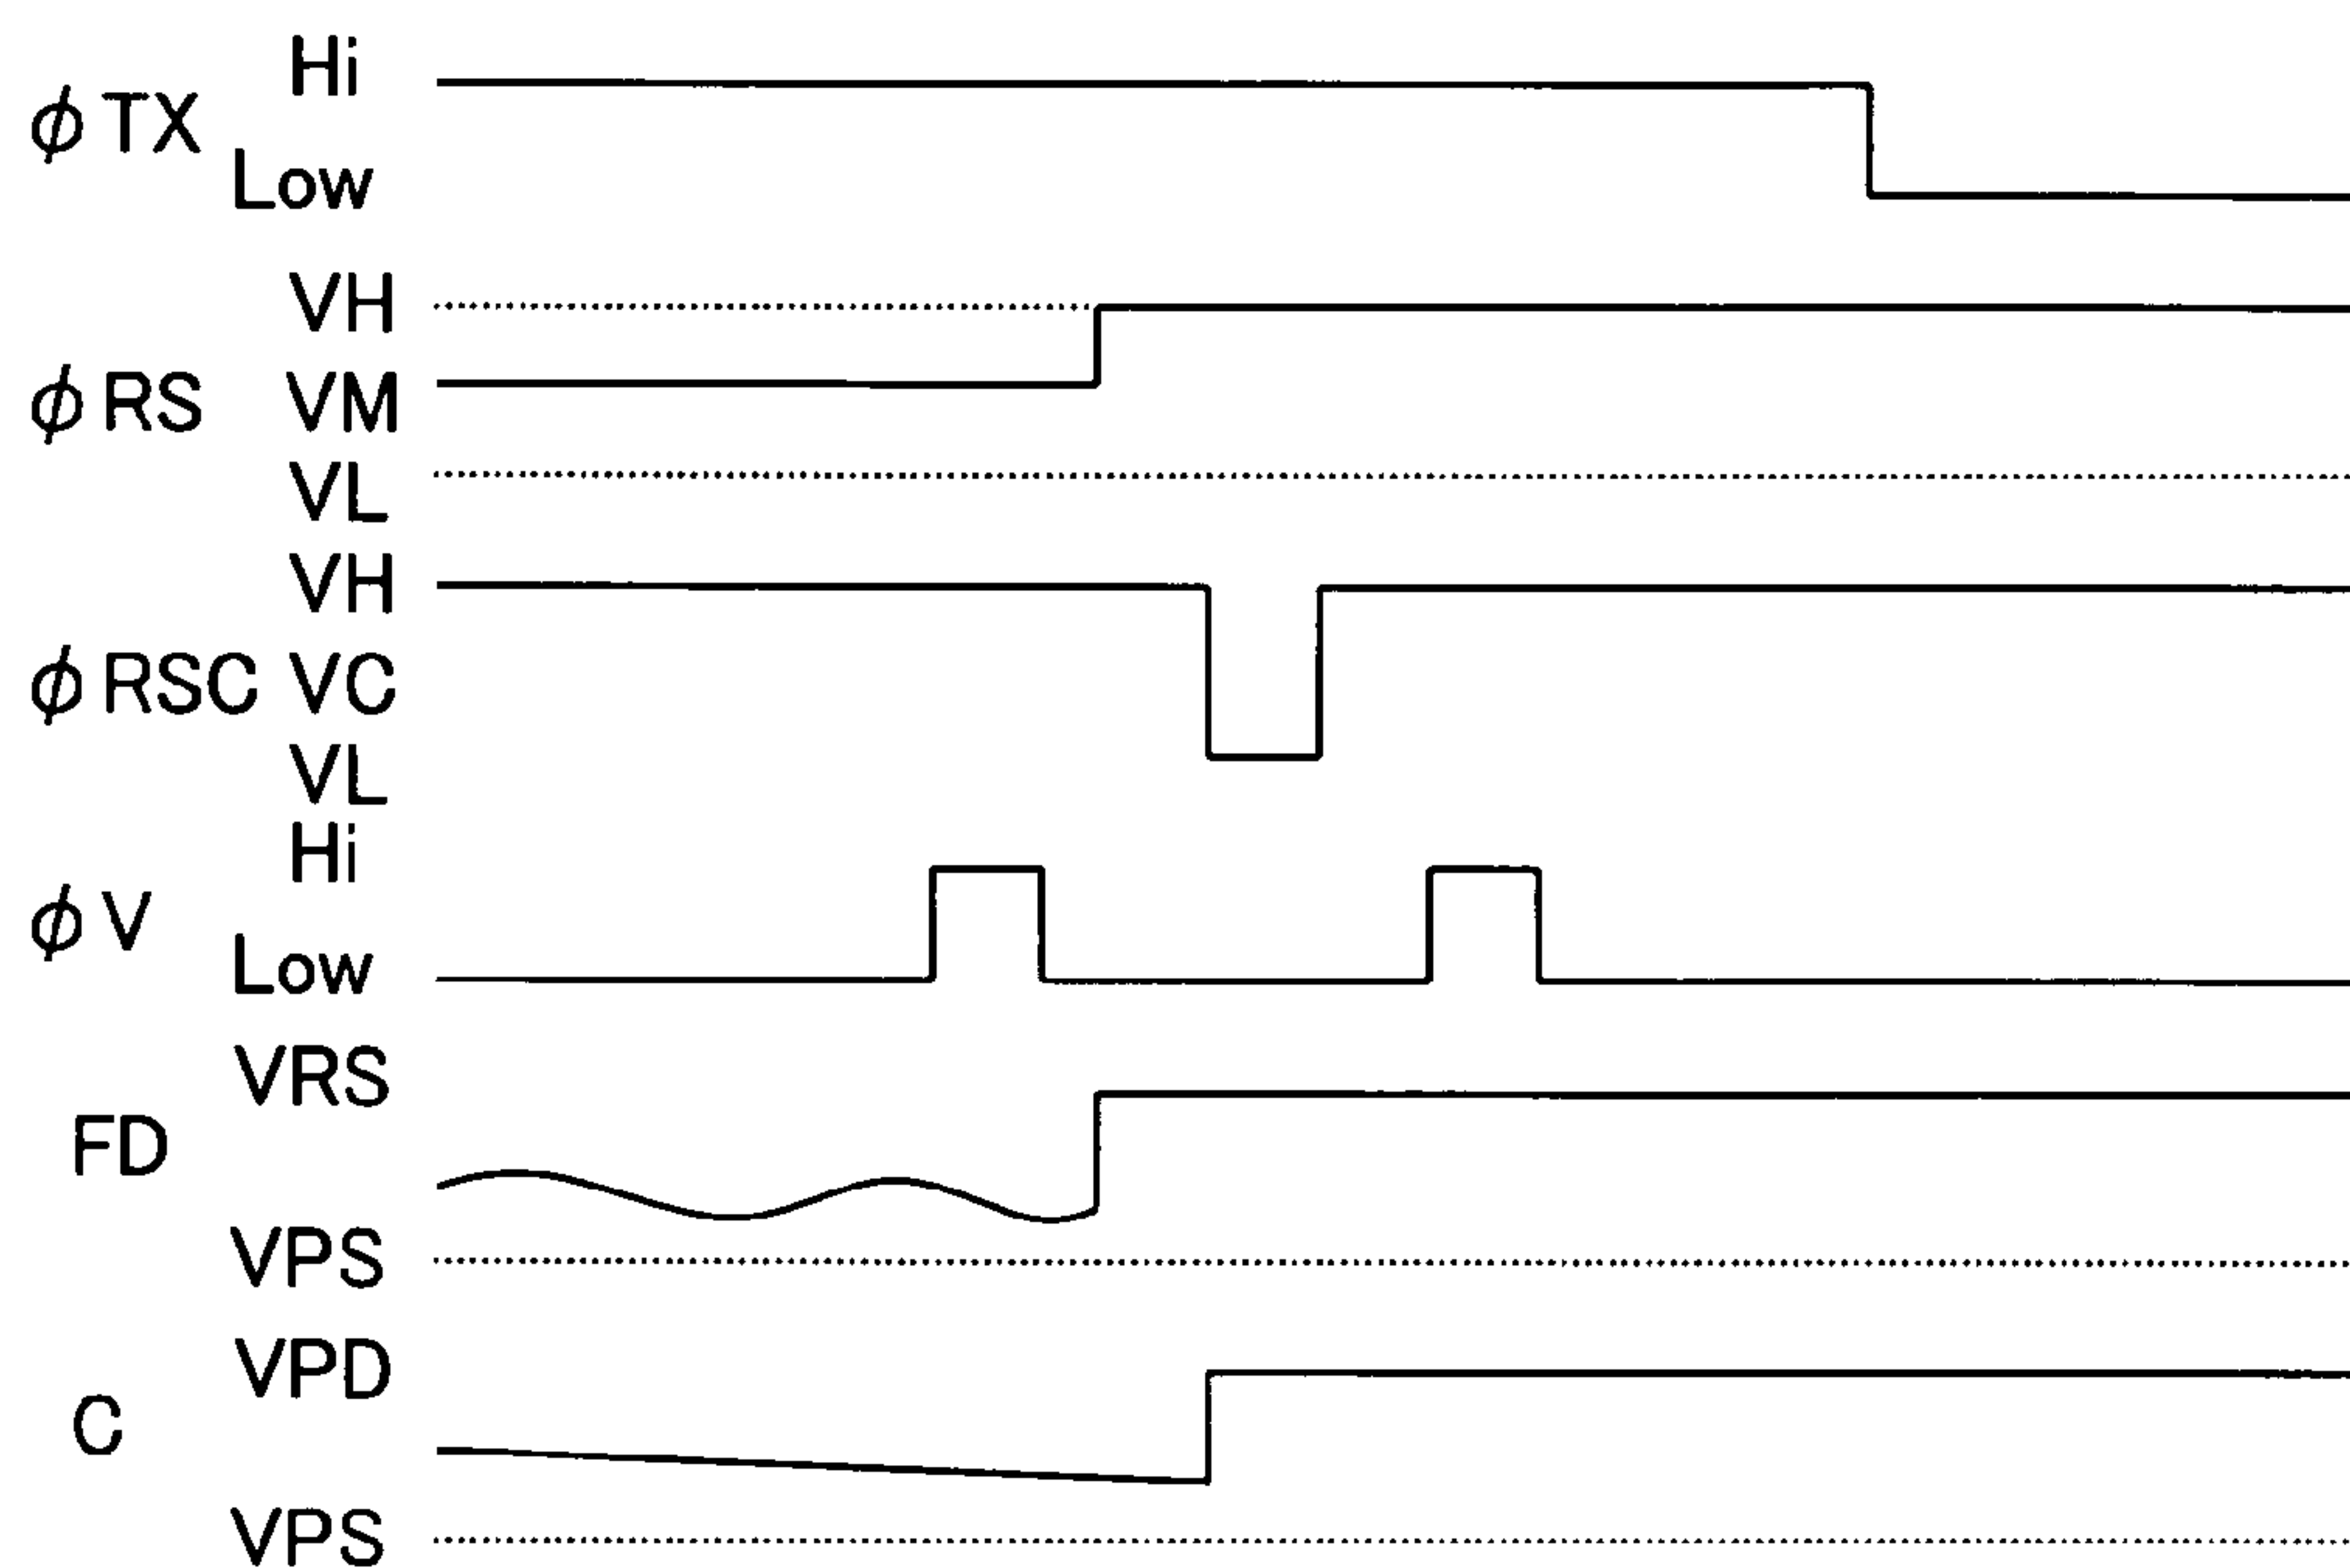 Hi
φTX
Low
VH
φRS VM
VL
VH
φRSC VC
VL
Hi
φV
Low
VRS
FD
VPS
VPD
C
VPS